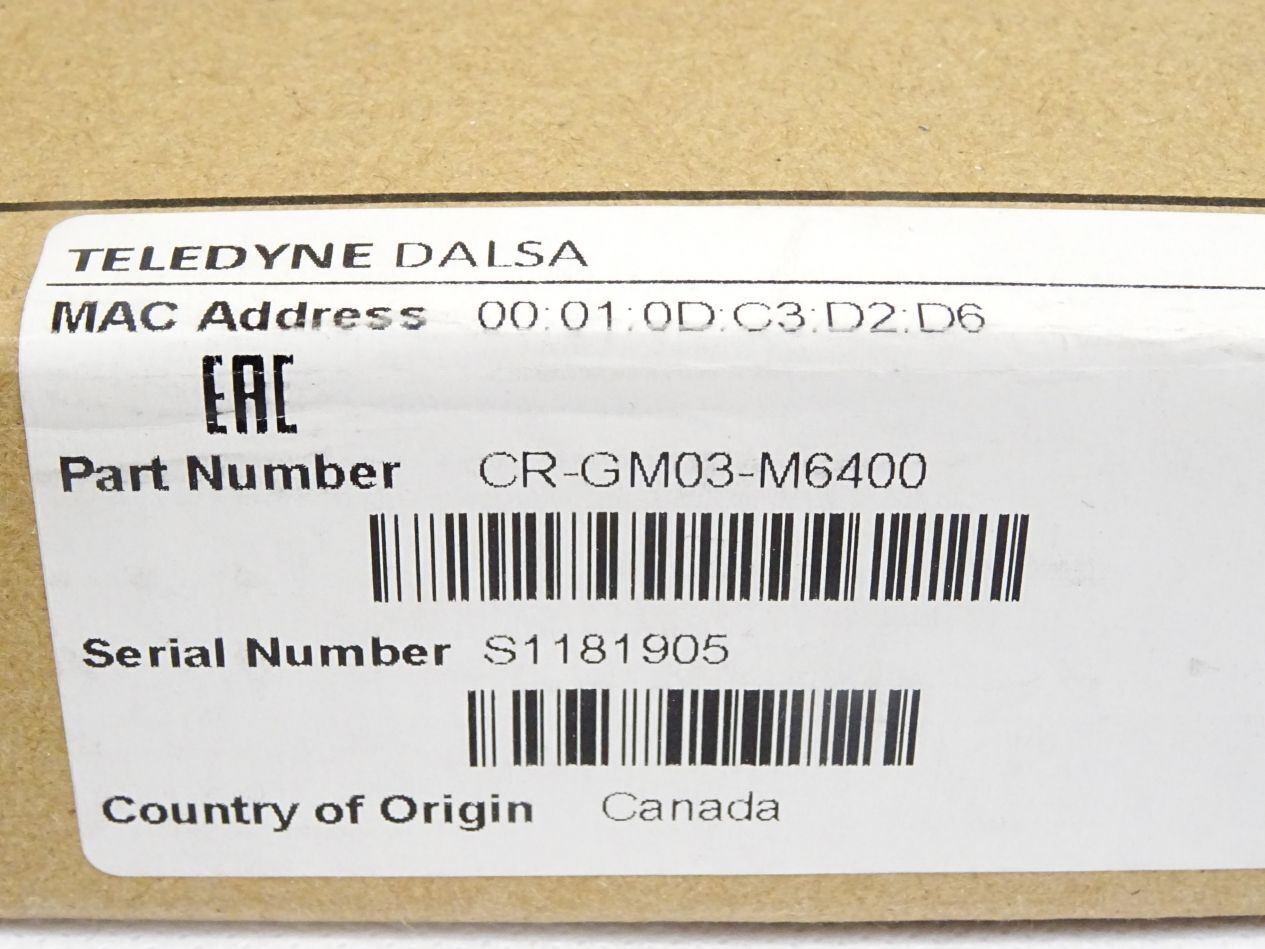 TELEDYNE DALSA
MAC Address 00:01:0D:C3:D2:D6
EAC
Part Number CR-GM03-M6400
Serial Number S1181905
Country of Origin Canada